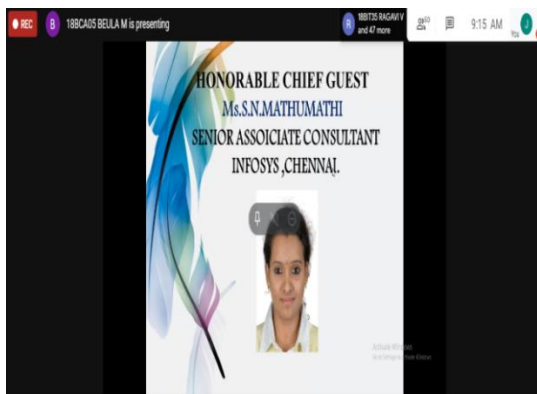 REC
B
18BCA05 BEULA M is presenting
R
18BIT35 RAGAVI V
and 47 more
9:15 AM
You
J
HONORABLE CHIEF GUEST
Ms.S.N.MATHUMATHI
SENIOR ASSOICIATE CONSULTANT
INFOSYS ,CHENNAI.